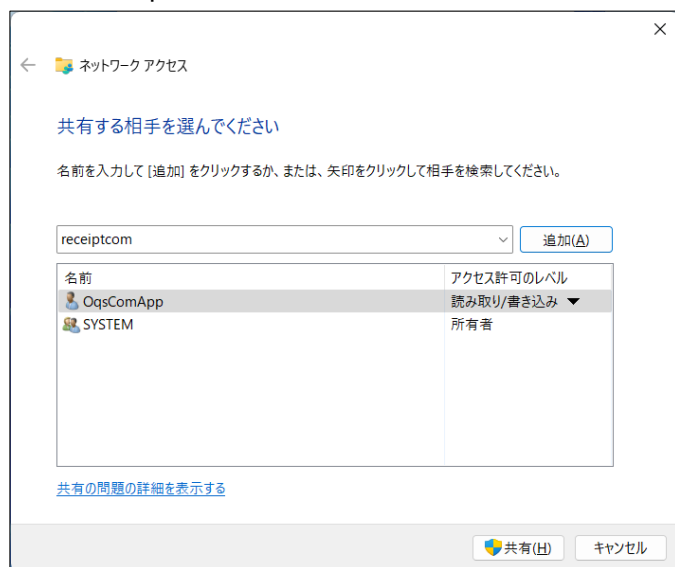 ネットワーク アクセス
共有する相手を選んでください
名前を入力して [追加] をクリックするか、または、矢印をクリックして相手を検索してください。
receiptcom
追加(A)
名前 アクセス許可のレベル
OqsComApp 読み取り/書き込み ▼
SYSTEM 所有者
共有の問題の詳細を表示する
共有(H) キャンセル